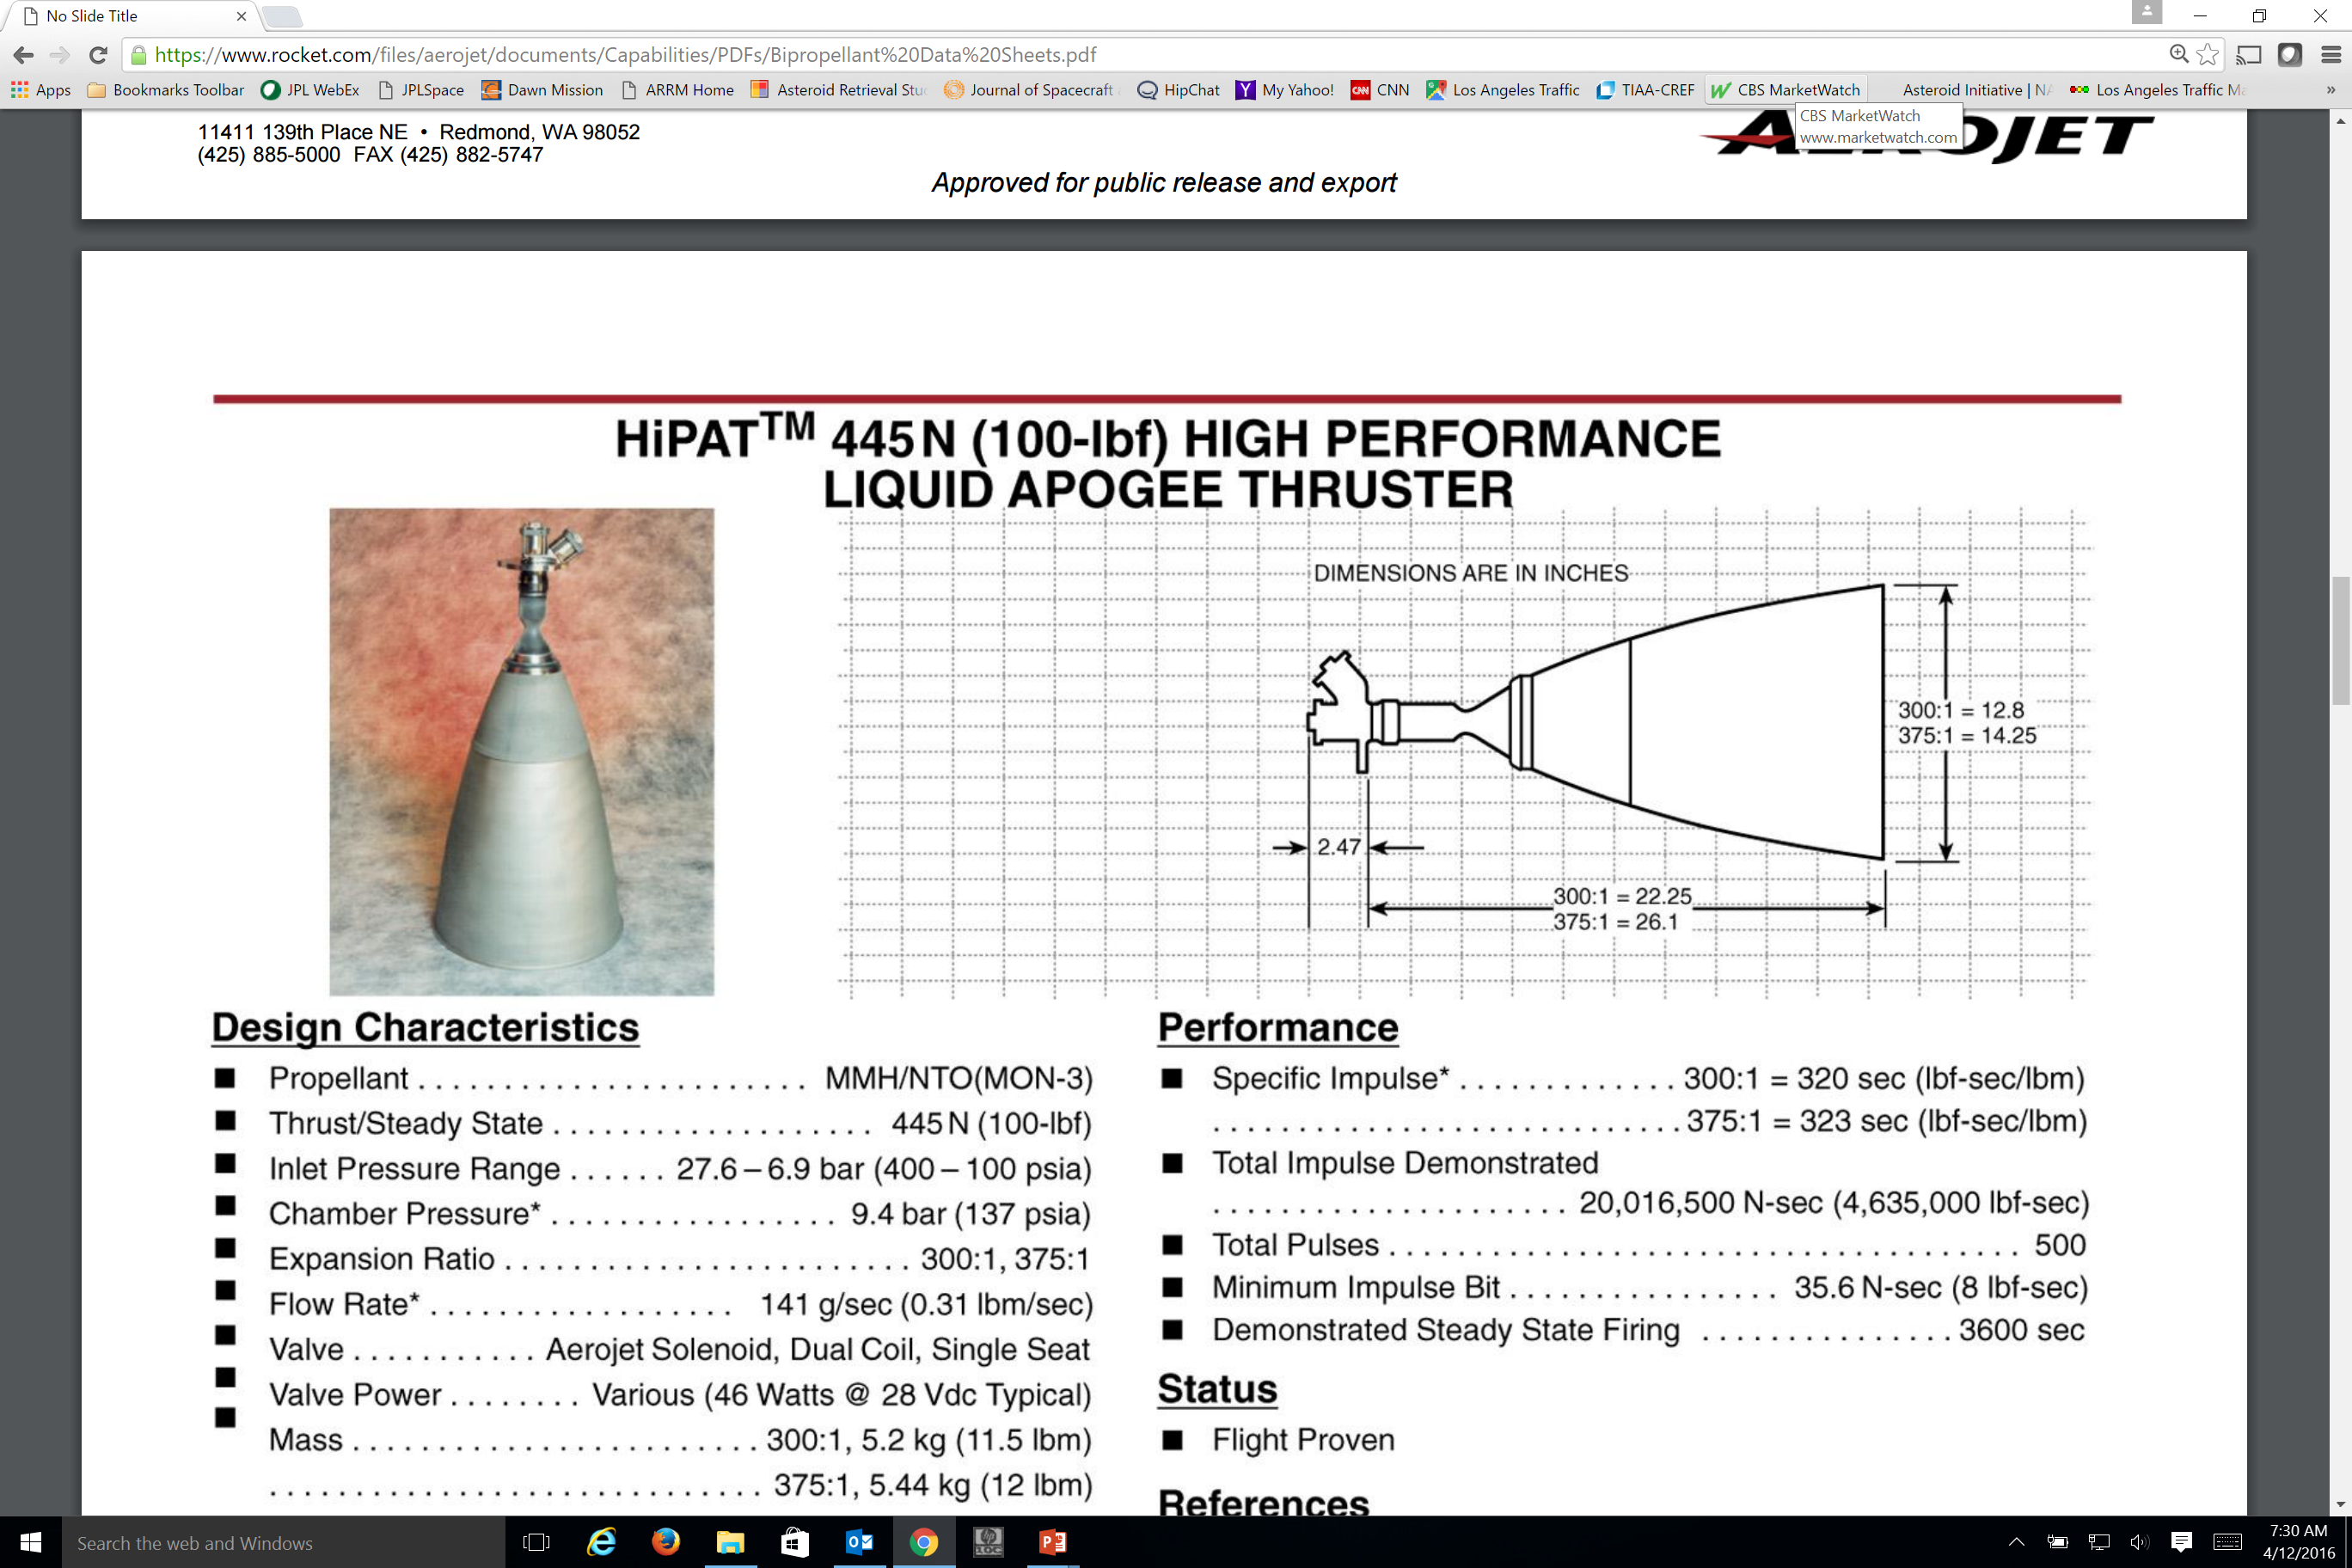 No Slide Title
https://www.rocket.com/files/aerojet/documents/Capabilities/PDFs/Bipropellant%20Data%20Sheets.pdf
Apps Bookmarks Toolbar JPL WebEx JPLSpace Dawn Mission ARRM Home Asteroid Retrieval Stu Journal of Spacecraft HipChat My Yahoo! CNN Los Angeles Traffic TIAA-CREF CBS MarketWatch Asteroid Initiative | NA Los Angeles Traffic Ma »
CBS MarketWatch
www.marketwatch.com
11411 139th Place NE • Redmond, WA 98052
(425) 885-5000 FAX (425) 882-5747
AEROJET
Approved for public release and export
HiPAT™ 445 N (100-lbf) HIGH PERFORMANCE
LIQUID APOGEE THRUSTER
DIMENSIONS ARE IN INCHES
300:1 = 12.8
375:1 = 14.25
2.47
300:1 = 22.25
375:1 = 26.1
Design Characteristics
■ Propellant . . . . . . . . . . . . . . . . . . . . . . . MMH/NTO(MON-3)
■ Thrust/Steady State . . . . . . . . . . . . . . . . . . . 445 N (100-lbf)
■ Inlet Pressure Range . . . . . . 27.6 – 6.9 bar (400 – 100 psia)
■ Chamber Pressure* . . . . . . . . . . . . . . . . . 9.4 bar (137 psia)
■ Expansion Ratio . . . . . . . . . . . . . . . . . . . . . . . . 300:1, 375:1
■ Flow Rate* . . . . . . . . . . . . . . . . . . 141 g/sec (0.31 lbm/sec)
■ Valve . . . . . . . . . . . Aerojet Solenoid, Dual Coil, Single Seat
■ Valve Power . . . . . . . . Various (46 Watts @ 28 Vdc Typical)
■ Mass . . . . . . . . . . . . . . . . . . . . . . . . 300:1, 5.2 kg (11.5 lbm)
. . . . . . . . . . . . . . . . . . . . . . . . . . . . . 375:1, 5.44 kg (12 lbm)
Performance
■ Specific Impulse* . . . . . . . . . . . . . 300:1 = 320 sec (lbf-sec/lbm)
. . . . . . . . . . . . . . . . . . . . . . . . . . . . 375:1 = 323 sec (lbf-sec/lbm)
■ Total Impulse Demonstrated
. . . . . . . . . . . . . . . . . . . . . 20,016,500 N-sec (4,635,000 lbf-sec)
■ Total Pulses . . . . . . . . . . . . . . . . . . . . . . . . . . . . . . . . . . . . . 500
■ Minimum Impulse Bit . . . . . . . . . . . . . . . . 35.6 N-sec (8 lbf-sec)
■ Demonstrated Steady State Firing . . . . . . . . . . . . . . . 3600 sec
Status
■ Flight Proven
References
Search the web and Windows
7:30 AM
4/12/2016